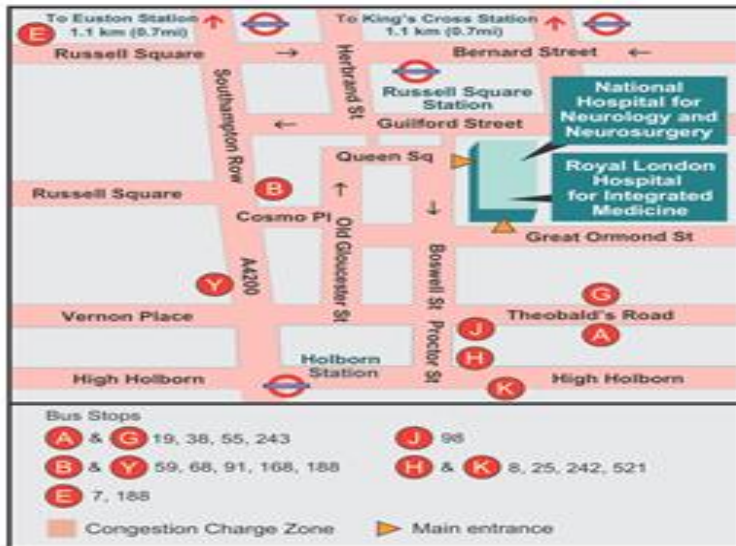 To Euston Station
1.1 km (0.7mi)
To King's Cross Station
1.1 km (0.7mi)
E
Russell Square
→
Herbrand St
Bernard Street
←
Southampton Row
Russell Square
Station
National
Hospital for
Neurology and
Neurosurgery
←
Guilford Street
Queen Sq
Royal London
Hospital
for Integrated
Medicine
Russell Square
B
Cosmo Pl
Old Gloucester St
Boswell St
Great Ormond St
Y
A4200
G
Vernon Place
Theobald's Road
J
A
Proctor St
H
Holborn
Station
High Holborn
K
High Holborn
Bus Stops
A & G 19, 38, 55, 243
J 98
B & Y 59, 68, 91, 168, 188
H & K 8, 25, 242, 521
E 7, 188
Congestion Charge Zone
Main entrance